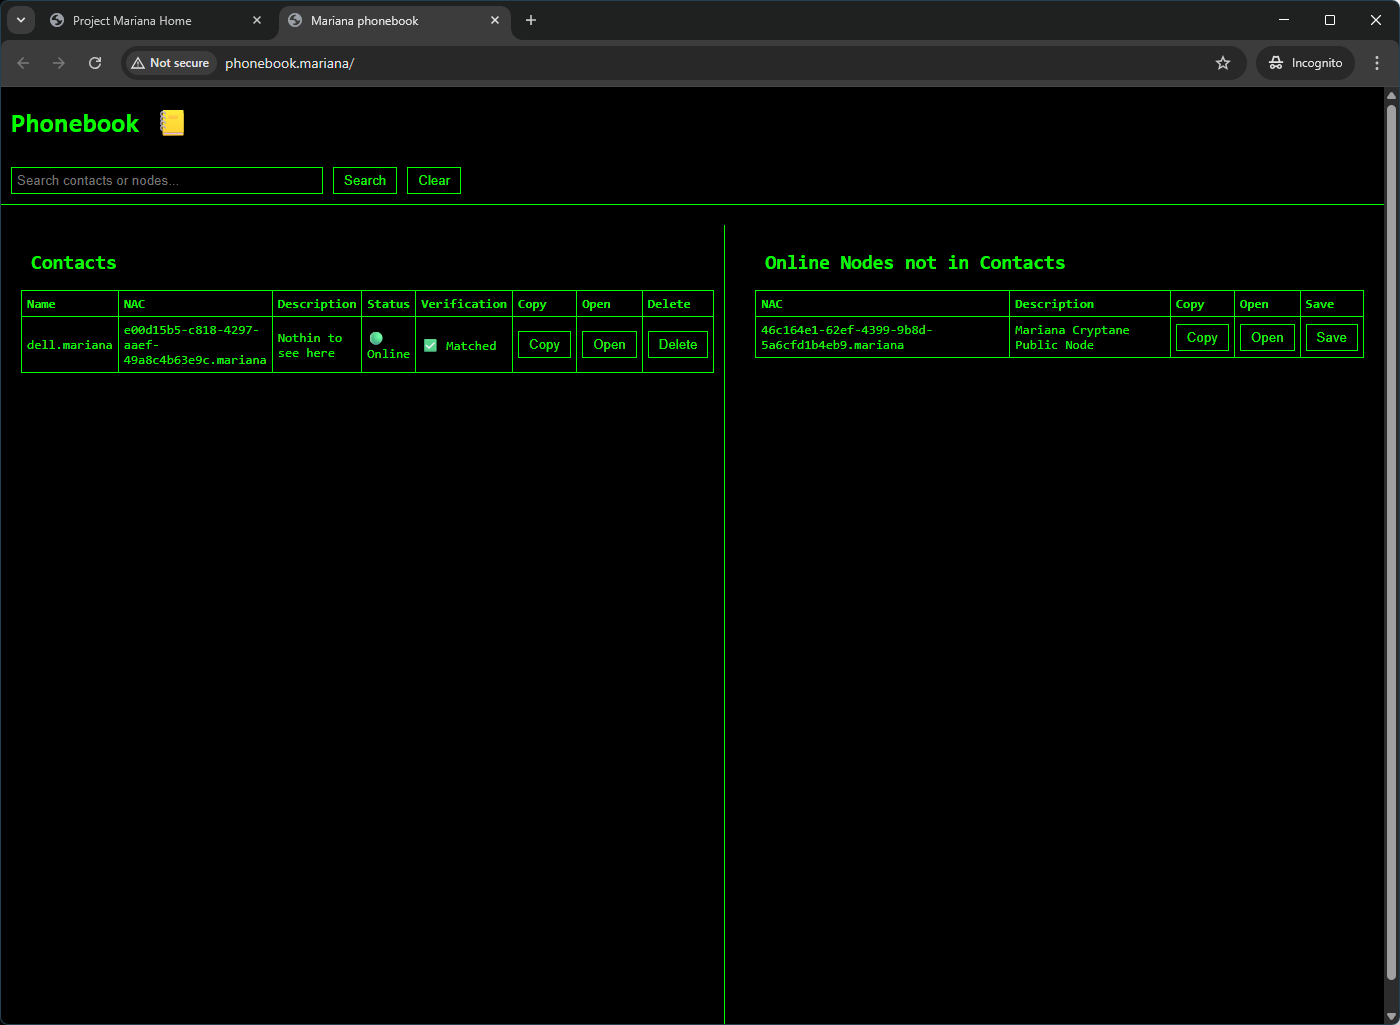 Project Mariana Home
Mariana phonebook
Not secure
phonebook.mariana/
Incognito
Phonebook
Search contacts or nodes...
Search
Clear
Contacts
Name NAC Description Status Verification Copy Open Delete
dell.mariana
e00d15b5-c818-4297-
aaef-
49a8c4b63e9c.mariana
Nothin to
see here
Online
Matched
Copy
Open
Delete
Online Nodes not in Contacts
NAC Description Copy Open Save
46c164e1-62ef-4399-9b8d-
5a6cfd1b4eb9.mariana
Mariana Cryptane
Public Node
Copy
Open
Save